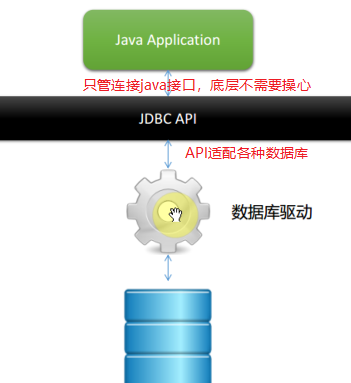 Java Application
只管连接java接口，底层不需要操心
JDBC API
API适配各种数据库
数据库驱动